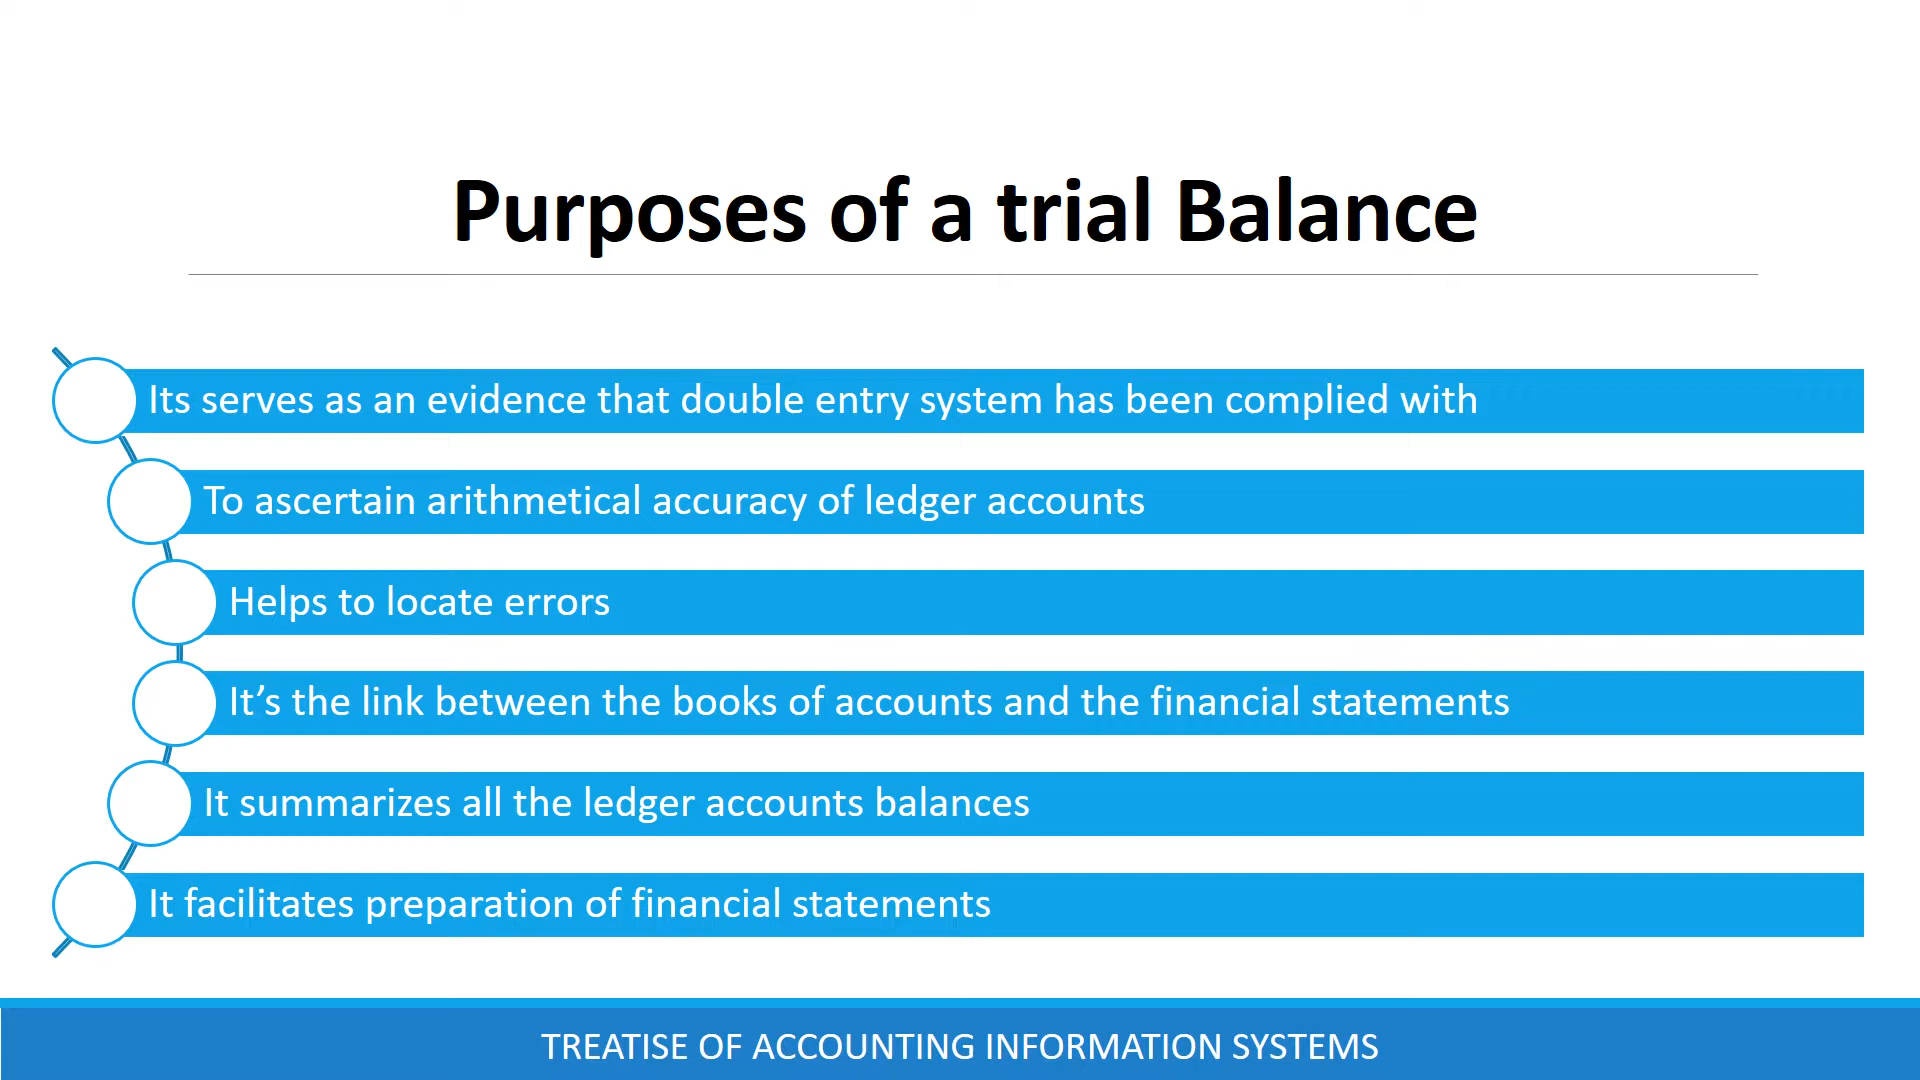 Purposes of a trial Balance
Its serves as an evidence that double entry system has been complied with
To ascertain arithmetical accuracy of ledger accounts
Helps to locate errors
It’s the link between the books of accounts and the financial statements
It summarizes all the ledger accounts balances
It facilitates preparation of financial statements
TREATISE OF ACCOUNTING INFORMATION SYSTEMS